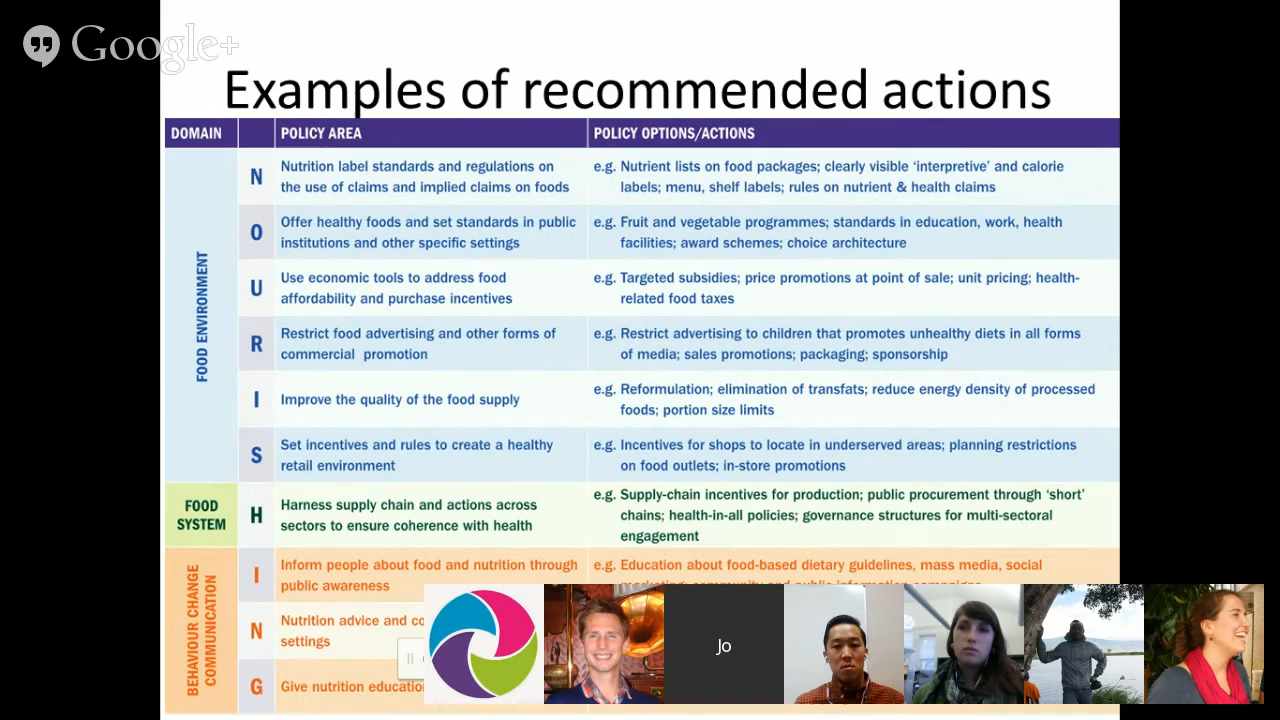 Google+
Examples of recommended actions
DOMAIN
POLICY AREA
POLICY OPTIONS/ACTIONS
FOOD ENVIRONMENT
N
Nutrition label standards and regulations on
the use of claims and implied claims on foods
e.g. Nutrient lists on food packages; clearly visible ‘interpretive’ and calorie
labels; menu, shelf labels; rules on nutrient & health claims
O
Offer healthy foods and set standards in public
institutions and other specific settings
e.g. Fruit and vegetable programmes; standards in education, work, health
facilities; award schemes; choice architecture
U
Use economic tools to address food
affordability and purchase incentives
e.g. Targeted subsidies; price promotions at point of sale; unit pricing; health-
related food taxes
R
Restrict food advertising and other forms of
commercial promotion
e.g. Restrict advertising to children that promotes unhealthy diets in all forms
of media; sales promotions; packaging; sponsorship
I
Improve the quality of the food supply
e.g. Reformulation; elimination of transfats; reduce energy density of processed
foods; portion size limits
S
Set incentives and rules to create a healthy
retail environment
e.g. Incentives for shops to locate in underserved areas; planning restrictions
on food outlets; in-store promotions
FOOD
SYSTEM
H
Harness supply chain and actions across
sectors to ensure coherence with health
e.g. Supply-chain incentives for production; public procurement through ‘short’
chains; health-in-all policies; governance structures for multi-sectoral
engagement
BEHAVIOUR CHANGE
COMMUNICATION
I
Inform people about food and nutrition through
public awareness
e.g. Education about food-based dietary guidelines, mass media, social
N
Nutrition advice and
settings
G
Give nutrition
Jo